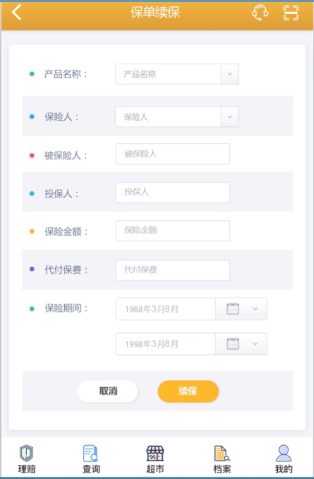 保单续保
产品名称： 产品名称
保险人： 保险人
被保险人： 被保险人
投保人： 投保人
保险金额： 保险金额
代付保费： 代付保费
保险期间： 1988年3月8月
1998年3月8月
取消 续保
理赔 查询 超市 档案 我的